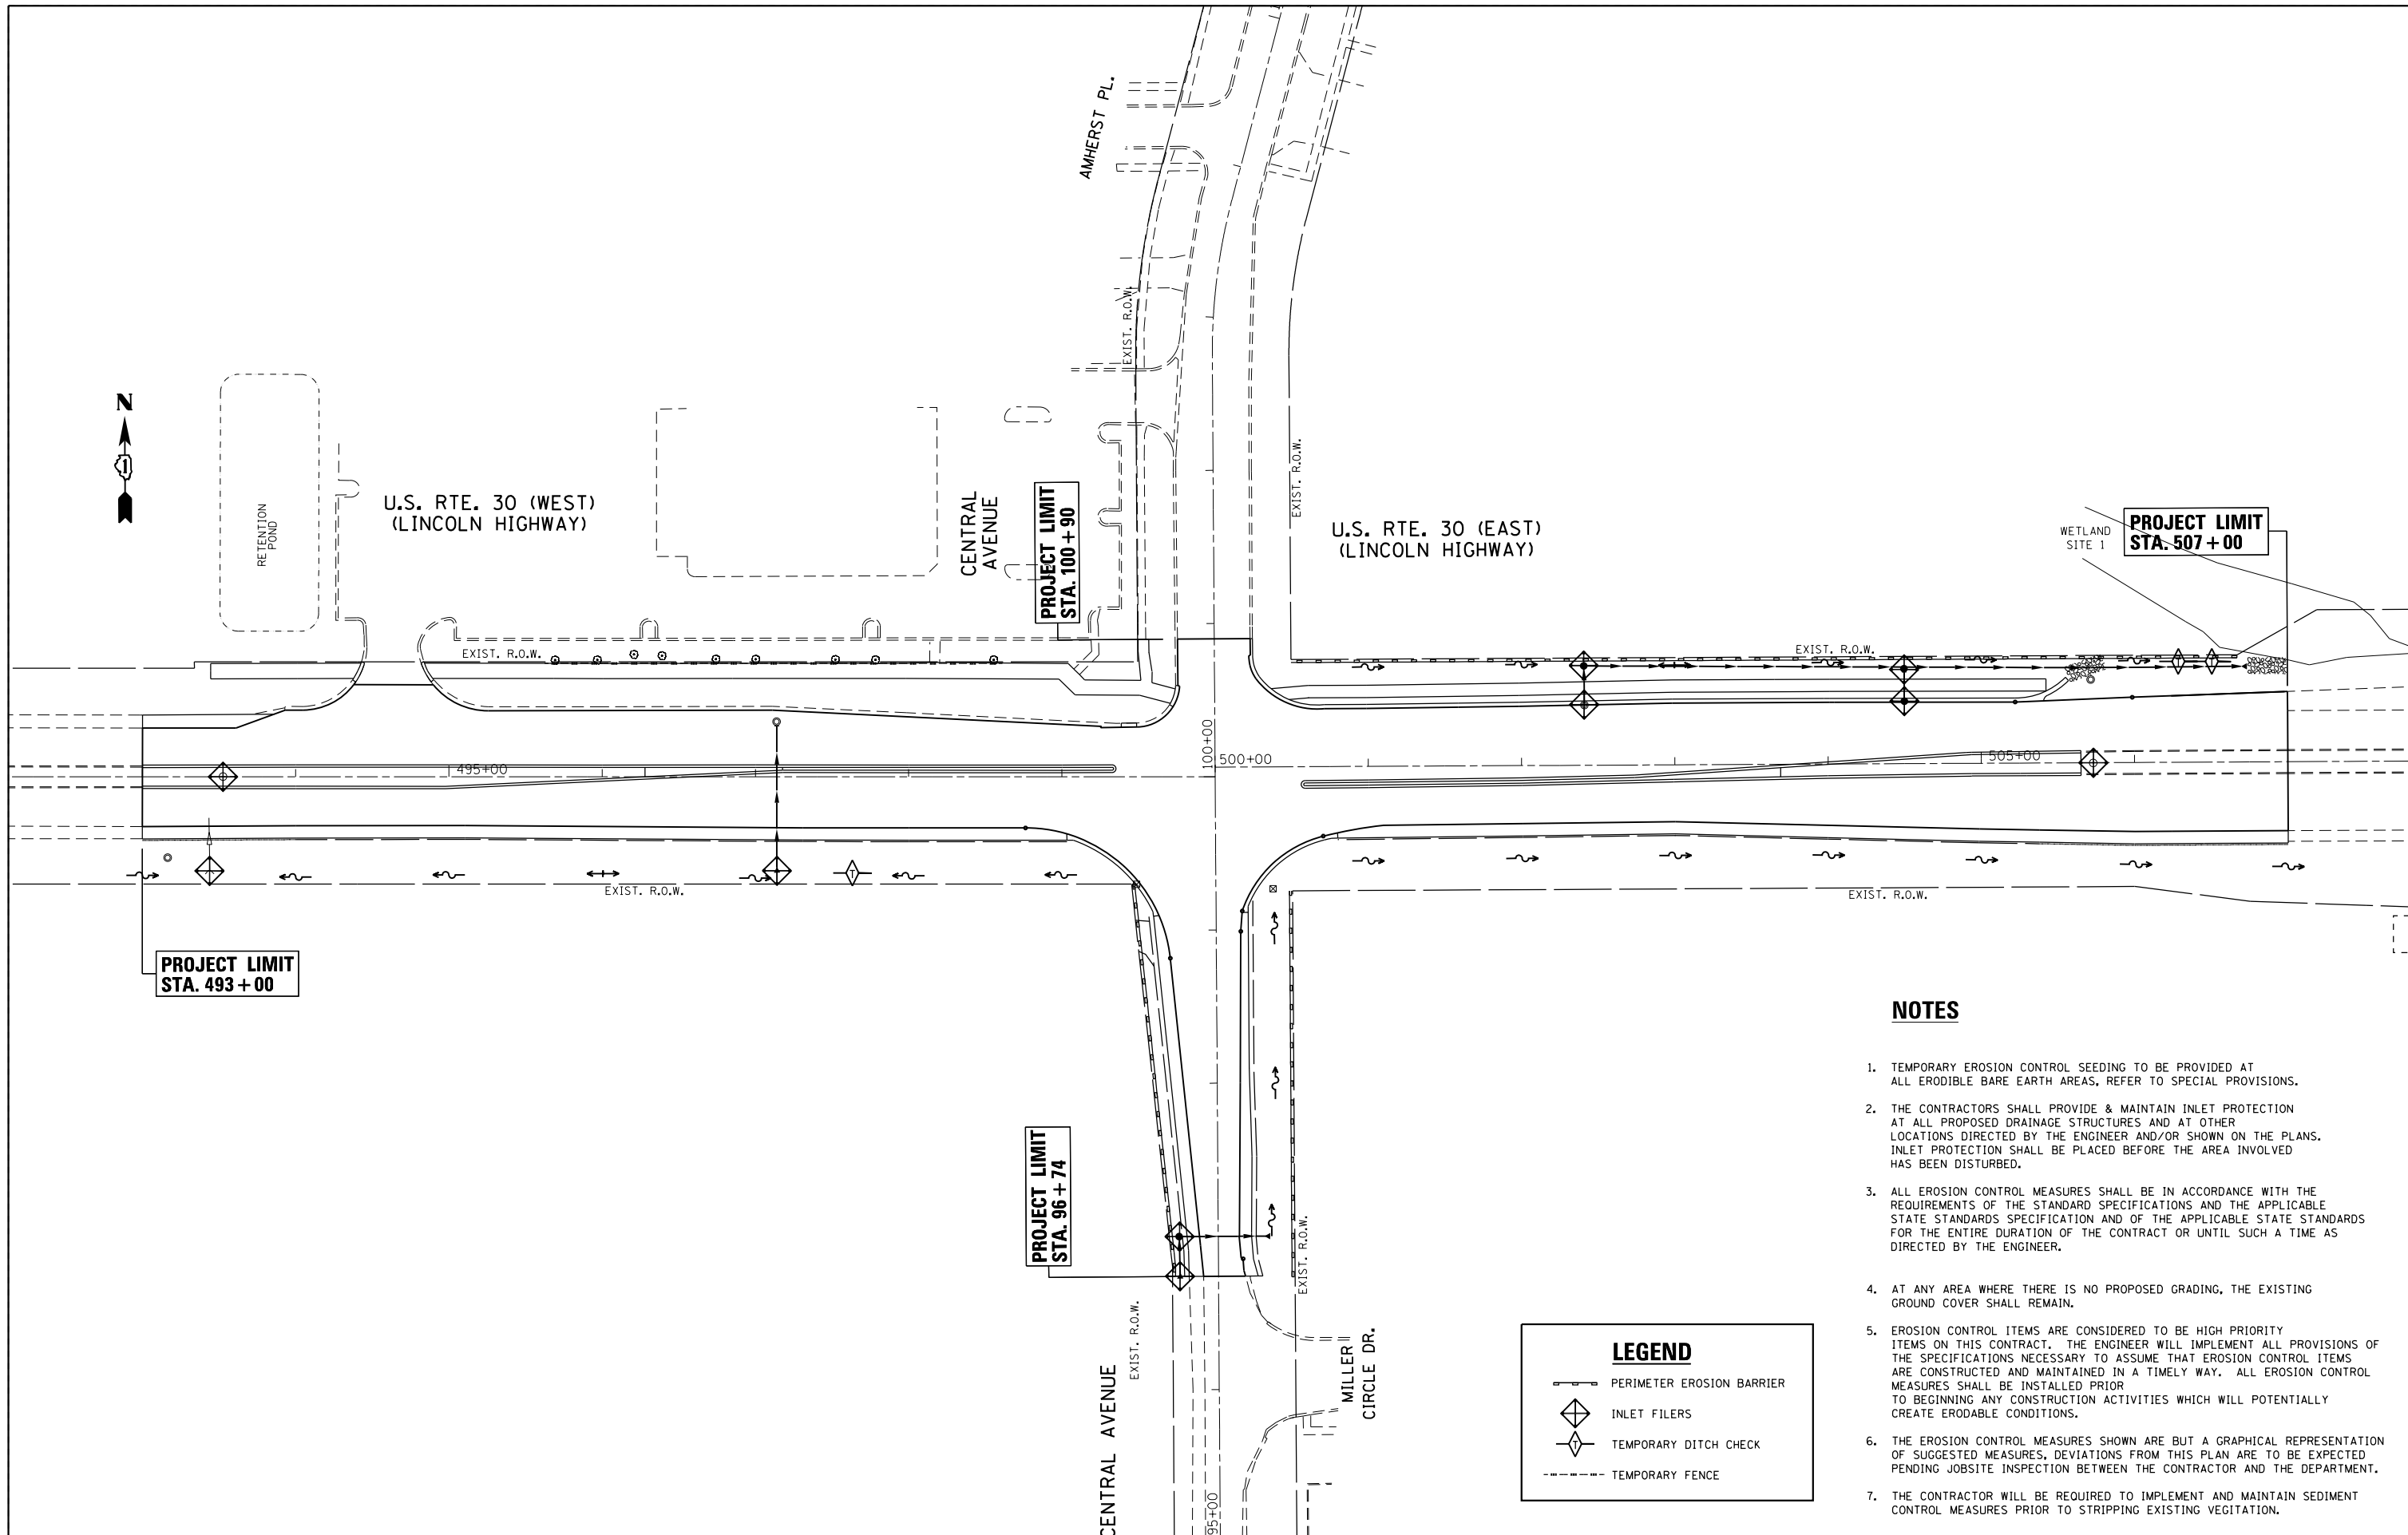 AMHERST PL.
EXIST. R.O.W.
N
1
RETENTION
POND
U.S. RTE. 30 (WEST)
(LINCOLN HIGHWAY)
CENTRAL
AVENUE
PROJECT LIMIT
STA. 100+90
EXIST. R.O.W.
U.S. RTE. 30 (EAST)
(LINCOLN HIGHWAY)
WETLAND
SITE 1
PROJECT LIMIT
STA. 507+00
EXIST. R.O.W.
EXIST. R.O.W.
T
T
495+00
100+00
500+00
505+00
T
EXIST. R.O.W.
EXIST. R.O.W.
PROJECT LIMIT
STA. 493+00
PROJECT LIMIT
STA. 96+74
EXIST. R.O.W.
EXIST. R.O.W.
CENTRAL AVENUE
MILLER
CIRCLE DR.
95+00
LEGEND
PERIMETER EROSION BARRIER
INLET FILERS
T
TEMPORARY DITCH CHECK
TEMPORARY FENCE
NOTES
1. TEMPORARY EROSION CONTROL SEEDING TO BE PROVIDED AT
ALL ERODIBLE BARE EARTH AREAS, REFER TO SPECIAL PROVISIONS.
2. THE CONTRACTORS SHALL PROVIDE & MAINTAIN INLET PROTECTION
AT ALL PROPOSED DRAINAGE STRUCTURES AND AT OTHER
LOCATIONS DIRECTED BY THE ENGINEER AND/OR SHOWN ON THE PLANS.
INLET PROTECTION SHALL BE PLACED BEFORE THE AREA INVOLVED
HAS BEEN DISTURBED.
3. ALL EROSION CONTROL MEASURES SHALL BE IN ACCORDANCE WITH THE
REQUIREMENTS OF THE STANDARD SPECIFICATIONS AND THE APPLICABLE
STATE STANDARDS SPECIFICATION AND OF THE APPLICABLE STATE STANDARDS
FOR THE ENTIRE DURATION OF THE CONTRACT OR UNTIL SUCH A TIME AS
DIRECTED BY THE ENGINEER.
4. AT ANY AREA WHERE THERE IS NO PROPOSED GRADING, THE EXISTING
GROUND COVER SHALL REMAIN.
5. EROSION CONTROL ITEMS ARE CONSIDERED TO BE HIGH PRIORITY
ITEMS ON THIS CONTRACT. THE ENGINEER WILL IMPLEMENT ALL PROVISIONS OF
THE SPECIFICATIONS NECESSARY TO ASSUME THAT EROSION CONTROL ITEMS
ARE CONSTRUCTED AND MAINTAINED IN A TIMELY WAY. ALL EROSION CONTROL
MEASURES SHALL BE INSTALLED PRIOR
TO BEGINNING ANY CONSTRUCTION ACTIVITIES WHICH WILL POTENTIALLY
CREATE ERODABLE CONDITIONS.
6. THE EROSION CONTROL MEASURES SHOWN ARE BUT A GRAPHICAL REPRESENTATION
OF SUGGESTED MEASURES, DEVIATIONS FROM THIS PLAN ARE TO BE EXPECTED
PENDING JOBSITE INSPECTION BETWEEN THE CONTRACTOR AND THE DEPARTMENT.
7. THE CONTRACTOR WILL BE REQUIRED TO IMPLEMENT AND MAINTAIN SEDIMENT
CONTROL MEASURES PRIOR TO STRIPPING EXISTING VEGITATION.